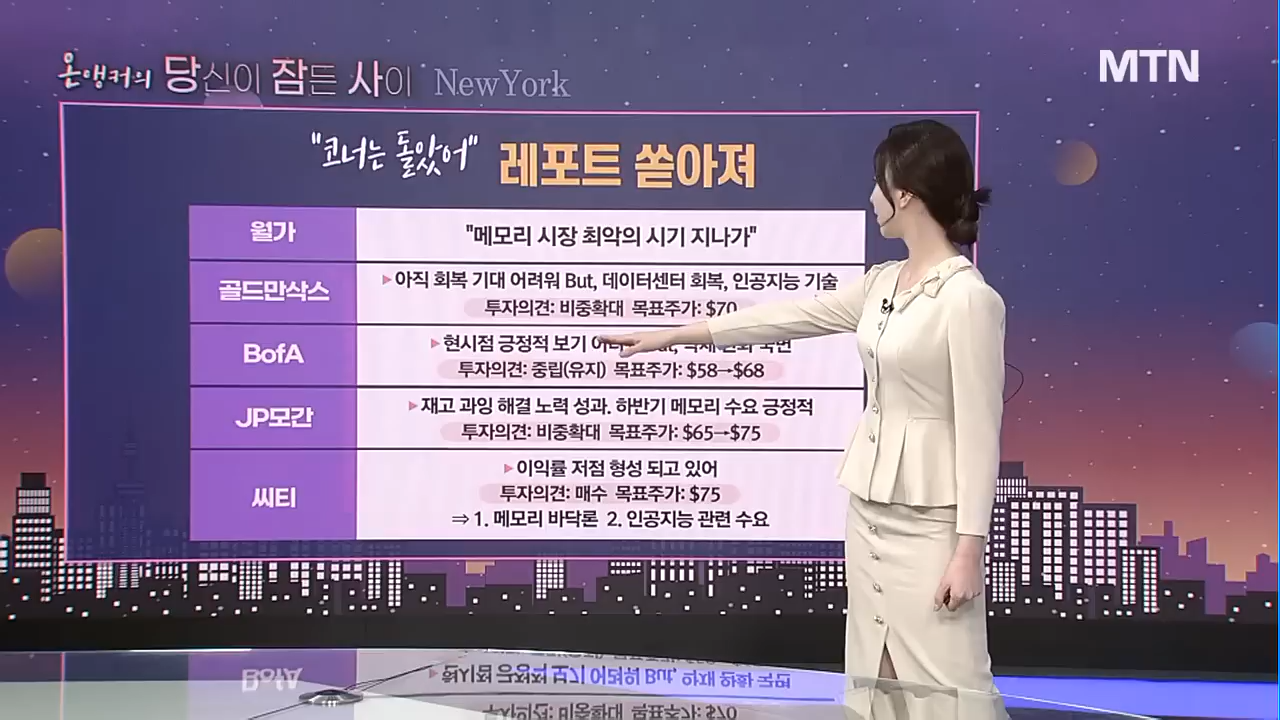 온앵커의 당신이 잠든 사이 NewYork
MTN
"코너는 돌았어" 레포트 쏟아져
월가
"메모리 시장 최악의 시기 지나가"
골드만삭스
▶아직 회복 기대 어려워 But, 데이터센터 회복, 인공지능 기술
투자의견: 비중확대 목표주가: $70
BofA
▶현시점 긍정적 보기
투자의견: 중립(유지) 목표주가: $58→$68
JP모간
▶재고 과잉 해결 노력 성과. 하반기 메모리 수요 긍정적
투자의견: 비중확대 목표주가: $65→$75
씨티
▶이익률 저점 형성 되고 있어
투자의견: 매수 목표주가: $75
⇒ 1. 메모리 바닥론 2. 인공지능 관련 수요